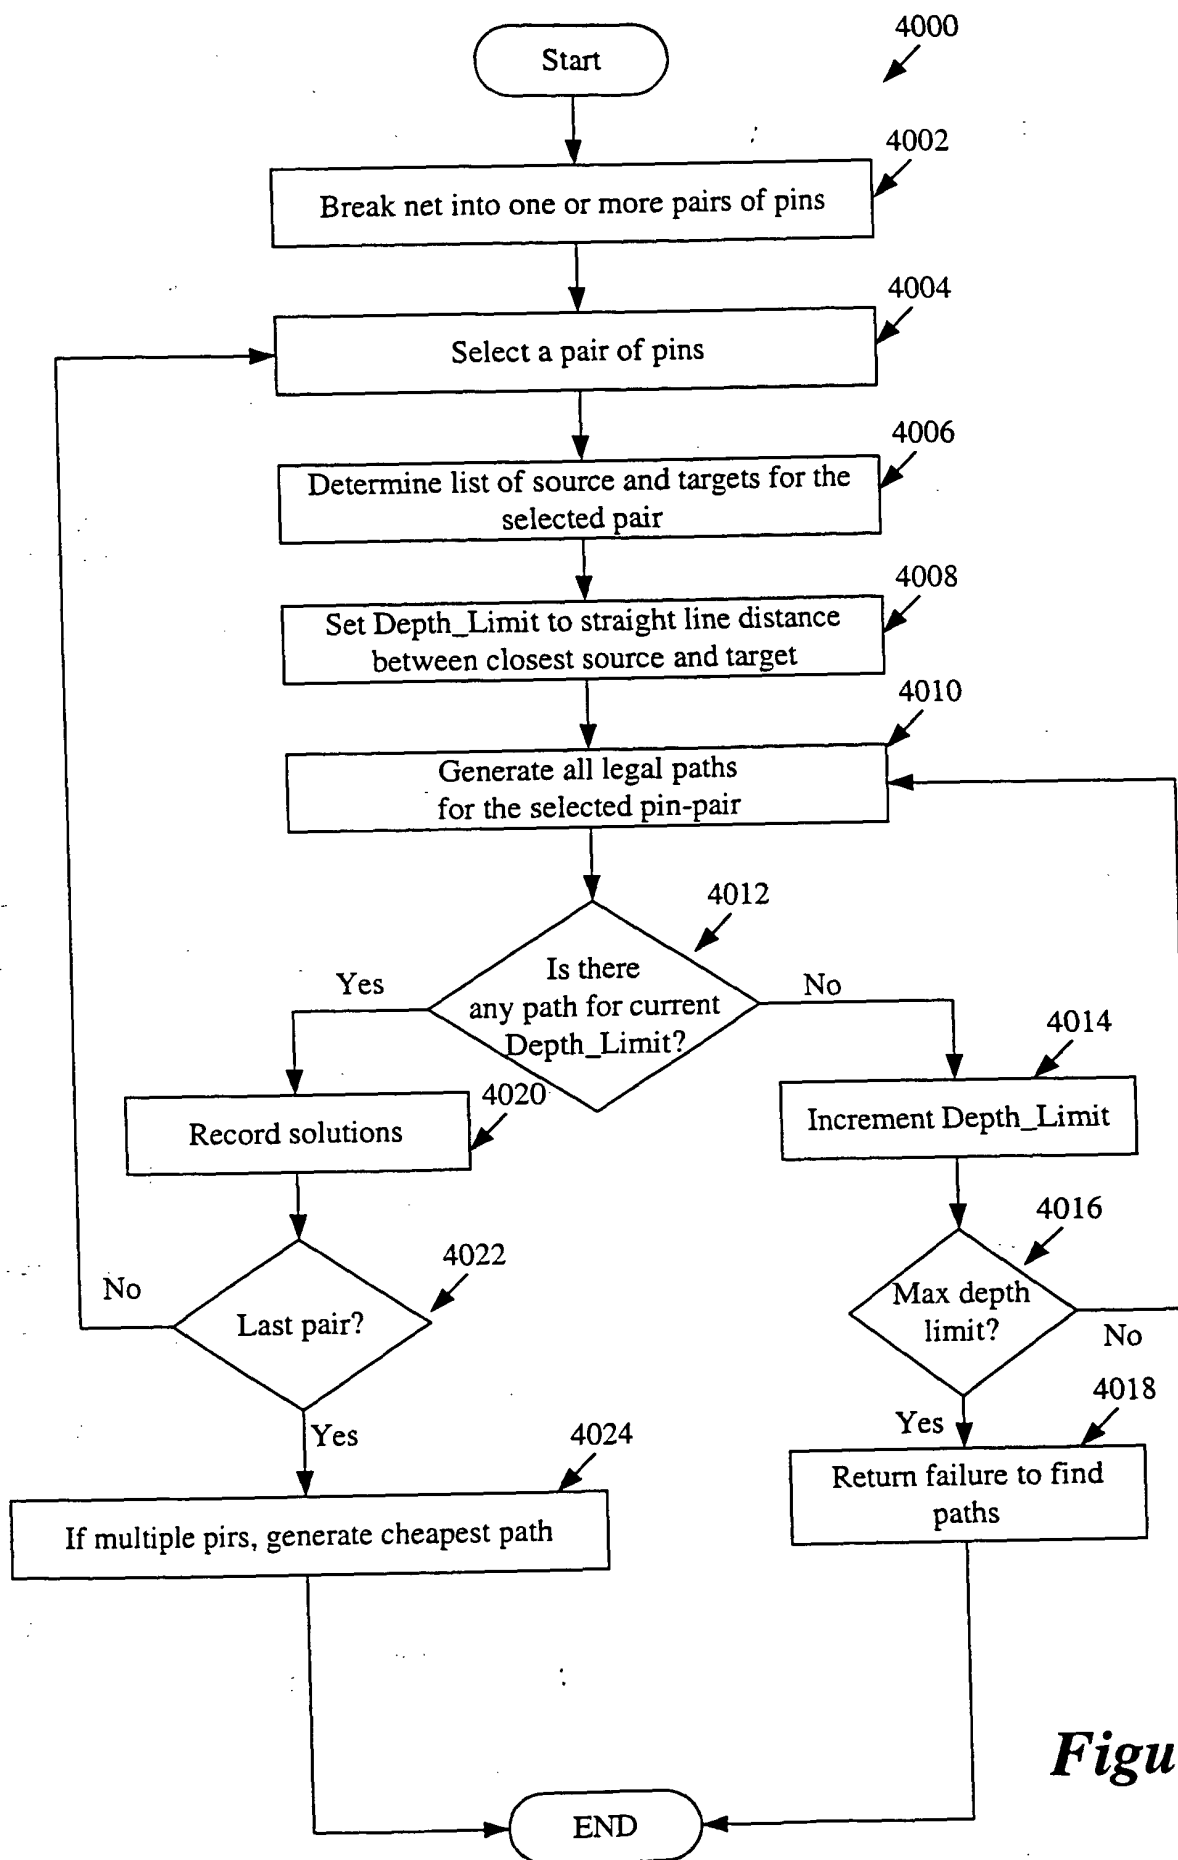 4000
Start
4002
Break net into one or more pairs of pins
4004
Select a pair of pins
4006
Determine list of source and targets for the
selected pair
4008
Set Depth_Limit to straight line distance
between closest source and target
4010
Generate all legal paths
for the selected pin-pair
4012
Is there
any path for current
Depth_Limit?
Yes
No
4014
Increment Depth_Limit
4020
Record solutions
4016
Max depth
limit?
No
4022
Last pair?
No
4018
Yes
Return failure to find
paths
Yes
4024
If multiple pirs, generate cheapest path
Figu
END